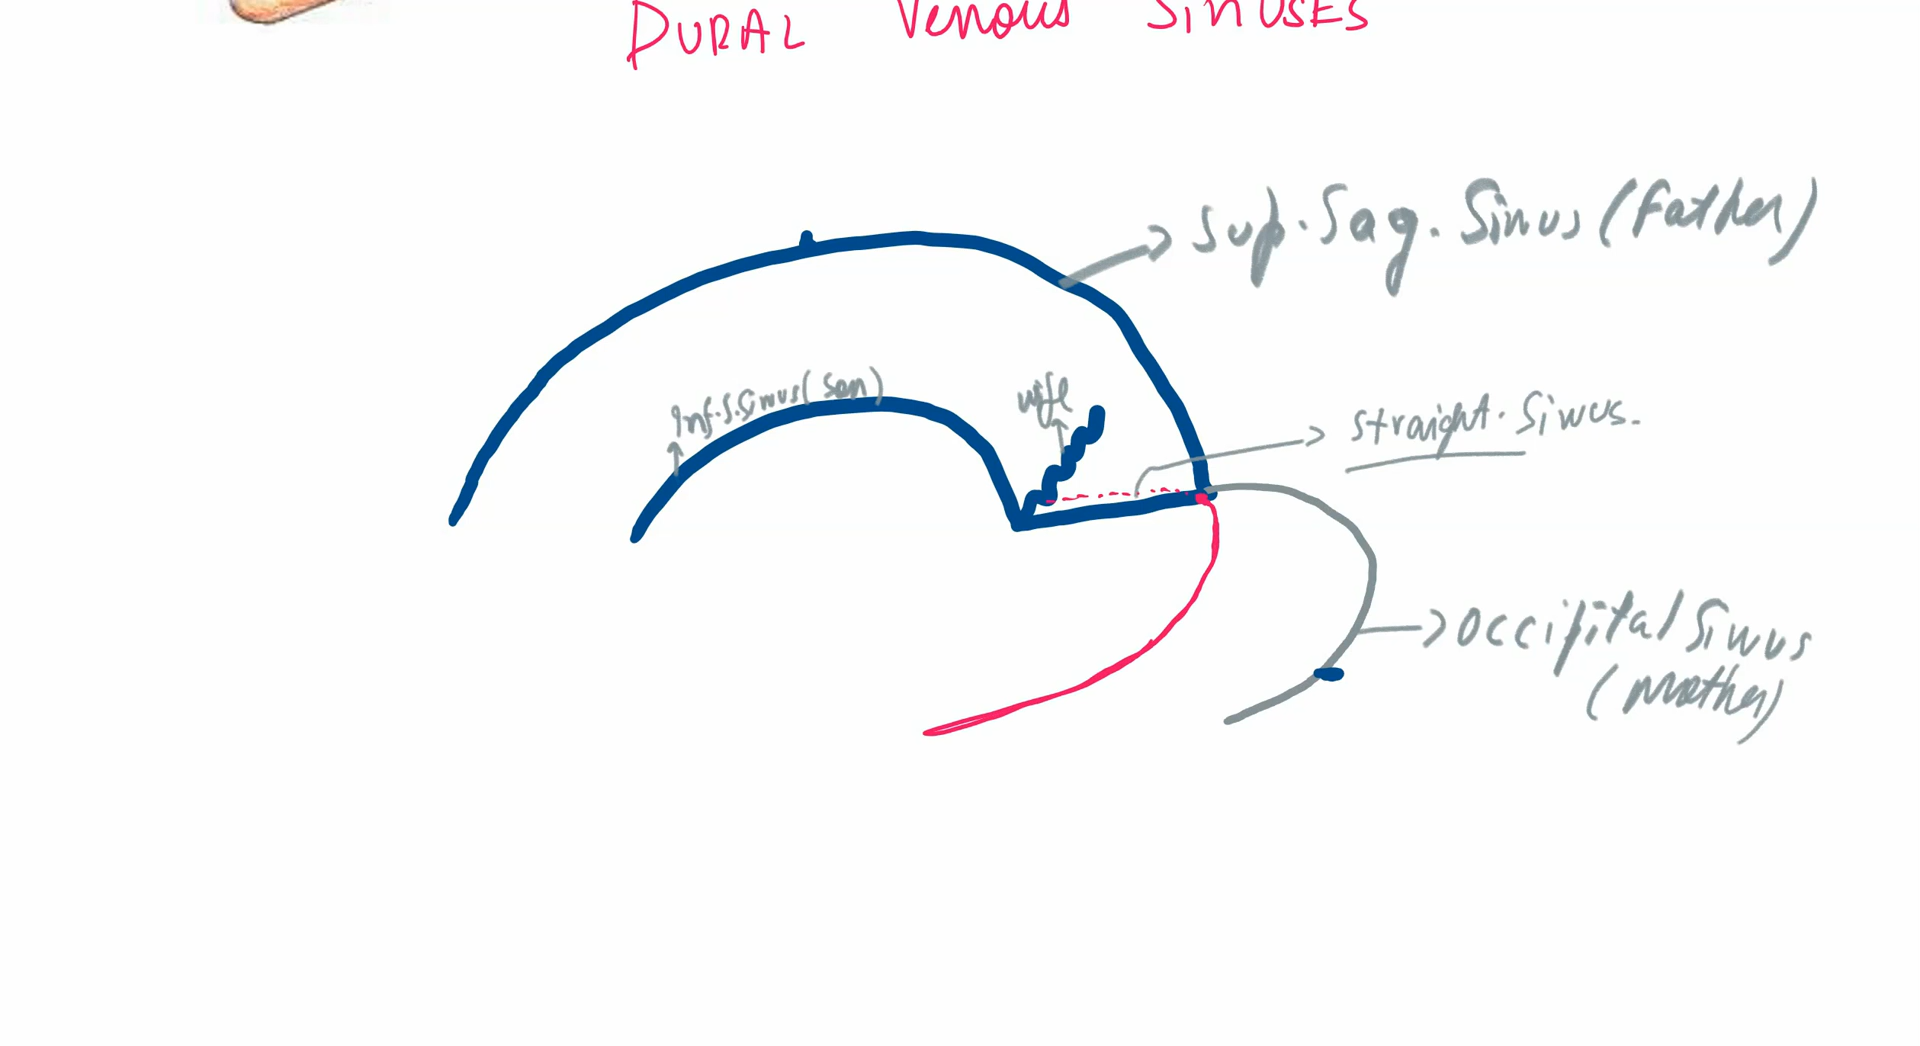 DURAL Venous SinUSES
Sup. Sag. Sinus (Father)
Inf. S. Sinus (Son)
wife
Straight. Sinus.
Occipital Sinus
(Mother)